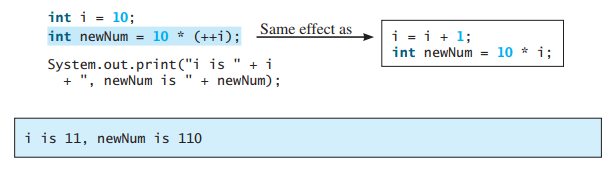 int i = 10;
int newNum = 10 * (++i);
Same effect as
i = i + 1;
int newNum = 10 * i;
System.out.print("i is " + i
+ ", newNum is " + newNum);
i is 11, newNum is 110